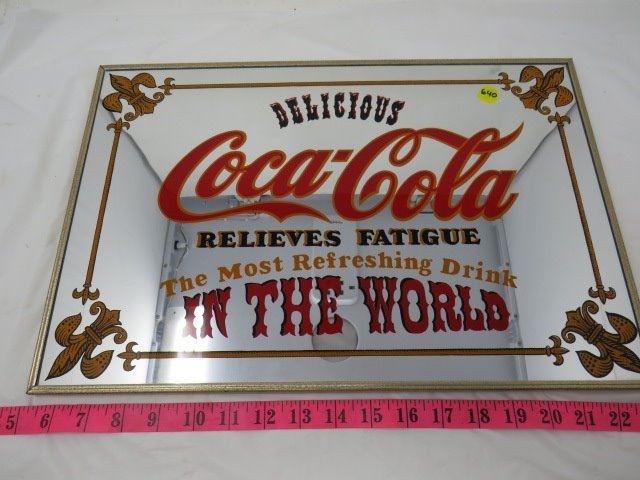 640
DELICIOUS
Coca-Cola
RELIEVES FATIGUE
The Most Refreshing Drink
IN THE WORLD
5 6 7 8 9 10 11 12 13 14 15 16 17 18 19 20 21 22